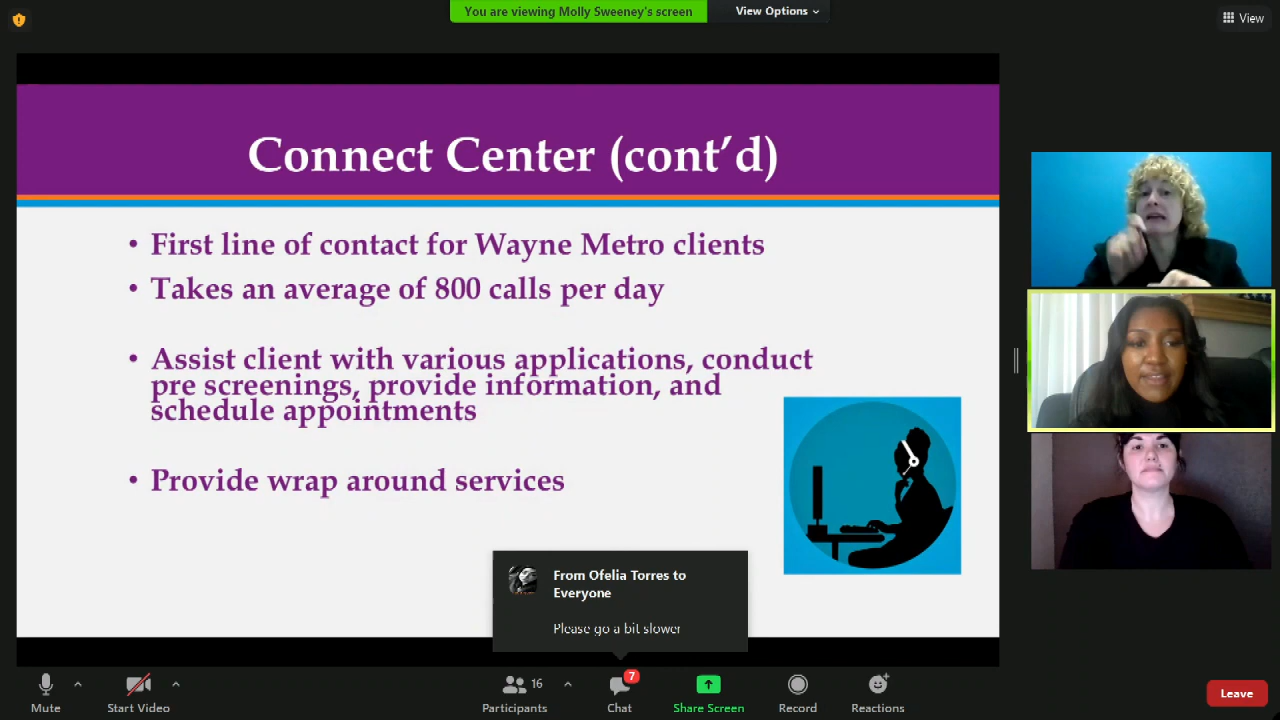 You are viewing Molly Sweeney's screen
View Options
View
Connect Center (cont’d)
• First line of contact for Wayne Metro clients
• Takes an average of 800 calls per day
• Assist client with various applications, conduct
pre screenings, provide information, and
schedule appointments
• Provide wrap around services
From Ofelia Torres to
Everyone
Please go a bit slower
Mute
Start Video
16
Participants
7
Chat
Share Screen
Record
Reactions
Leave